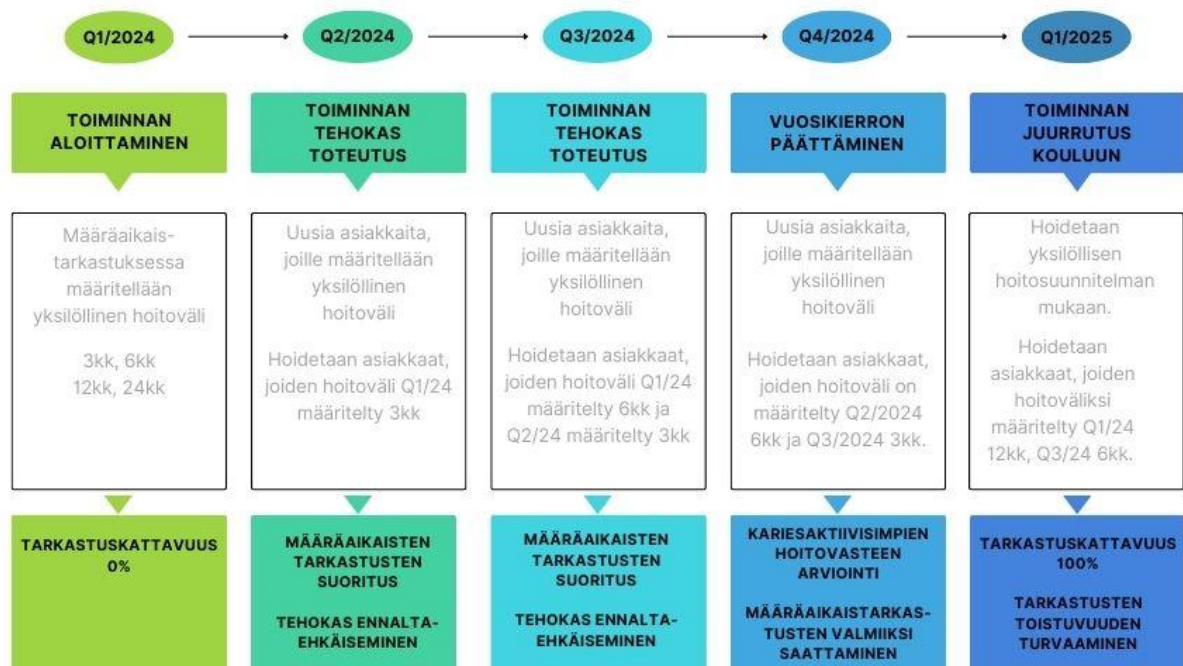 Q1/2024
Q2/2024
Q3/2024
Q4/2024
Q1/2025
TOIMINNAN
ALOITTAMINEN
TOIMINNAN
TEHOKAS
TOTEUTUS
TOIMINNAN
TEHOKAS
TOTEUTUS
VUOSIKIERRON
PÄÄTTÄMINEN
TOIMINNAN
JUURRUTUS
KOULUUN
Määräaikais-
tarkastuksessa
määritellään
yksilöllinen hoitoväli
3kk, 6kk
12kk, 24kk
Uusia asiakkaita,
joille määritellään
yksilöllinen
hoitoväli
Hoidetaan asiakkaat,
joiden hoitoväli Q1/24
määritelty 3kk
Uusia asiakkaita,
joille määritellään
yksilöllinen
hoitoväli
Hoidetaan asiakkaat,
joiden hoitoväli Q1/24
määritelty 6kk ja
Q2/24 määritelty 3kk
Uusia asiakkaita,
joille määritellään
yksilöllinen
hoitoväli
Hoidetaan asiakkaat,
joiden hoitoväli on
määritelty Q2/2024
6kk ja Q3/2024 3kk.
Hoidetaan
yksilöllisen
hoitosuunnitelman
mukaan.
Hoidetaan
asiakkaat, joiden
hoitoväliksi
määritelty Q1/24
12kk, Q3/24 6kk.
TARKASTUSKATTAVUUS
0%
MÄÄRÄAIKAISTEN
TARKASTUSTEN
SUORITUS
TEHOKAS ENNALTA-
EHKÄISEMINEN
MÄÄRÄAIKAISTEN
TARKASTUSTEN
SUORITUS
TEHOKAS ENNALTA-
EHKÄISEMINEN
KARIESAKTIIVISIMPIEN
HOITOVASTEEN
ARVIOINTI
MÄÄRÄAIKAISTARKAS-
TUSTEN VALMIIKSI
SAATTAMINEN
TARKASTUSKATTAVUUS
100%
TARKASTUSTEN
TOISTUVUUDEN
TURVAAMINEN